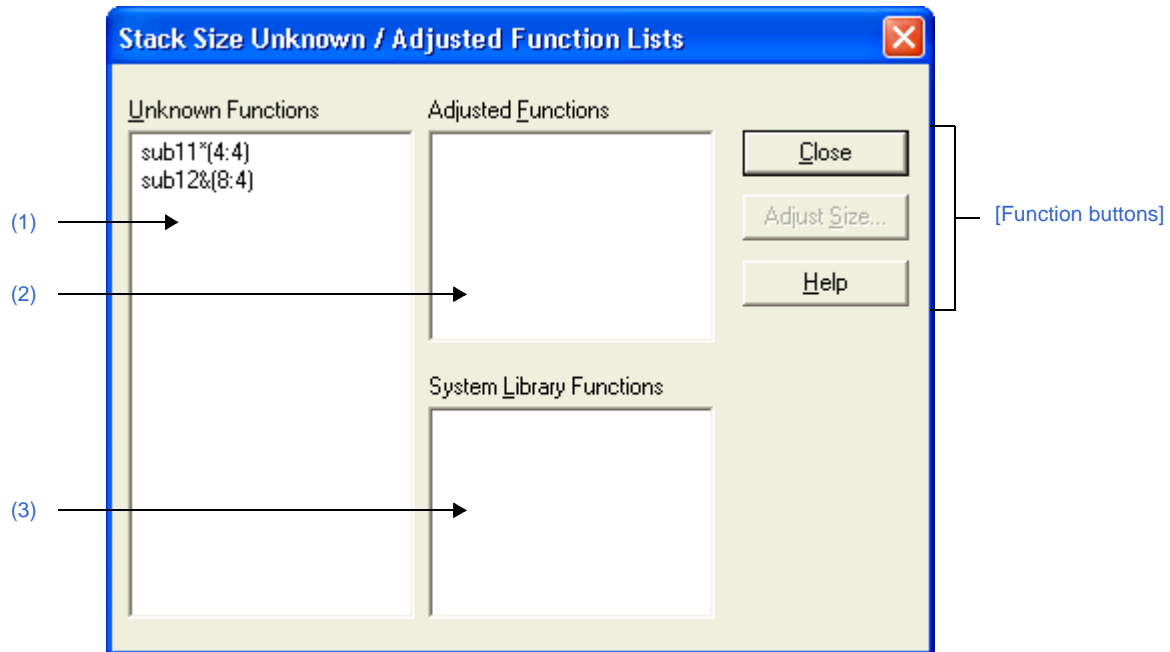 Stack Size Unknown / Adjusted Function Lists
Unknown Functions
sub11*(4:4)
sub12&(8:4)
Adjusted Functions
System Library Functions
Close
Adjust Size...
Help
(1)
(2)
(3)
[Function buttons]